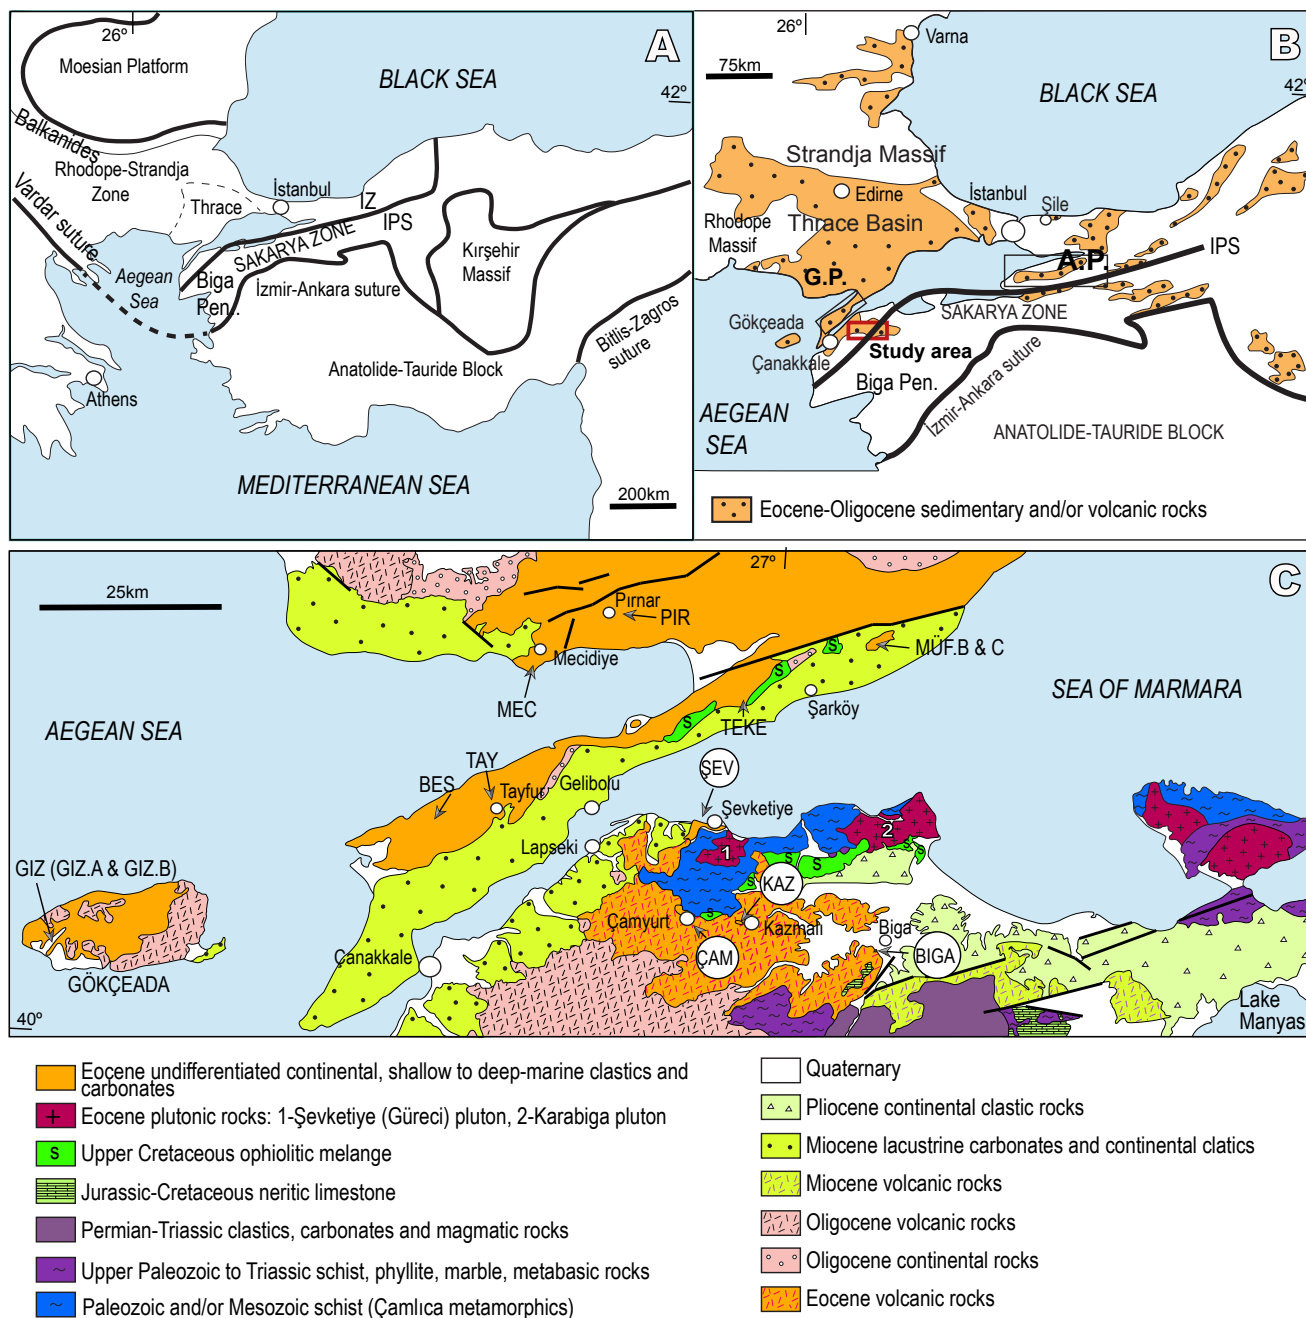 26º
A
Moesian Platform
BLACK SEA
42º
Balkanides
Rhodope-Strandja
Zone
Vardar suture
Thrace
İstanbul
IZ
IPS
SAKARYA ZONE
Aegean
Sea
Biga
Pen..
İzmir-Ankara suture
Kırşehir
Massif
Bitlis-Zagros
suture
Anatolide-Tauride Block
Athens
MEDITERRANEAN SEA
200km
26º
B
Varna
75km
42º
BLACK SEA
Strandja Massif
Edirne
İstanbul
Şile
Rhodope
Massif
Thrace Basin
IPS
A.P.
G.P.
SAKARYA ZONE
Gökçeada
Study area
Çanakkale
Biga Pen.
İzmir-Ankara suture
AEGEAN
SEA
ANATOLIDE-TAURIDE BLOCK
Eocene-Oligocene sedimentary and/or volcanic rocks
27º
C
25km
Pırnar
PIR
Mecidiye
MÜF.B & C
S
S
S
MEC
Şarköy
SEA OF MARMARA
TEKE
AEGEAN SEA
TAY
ŞEV
BES
Tayfur
Gelibolu
Şevketiye
2
Lapseki
1
S
S
S
S
GIZ (GIZ.A & GIZ.B)
KAZ
S
Çamyurt
Kazmalı
Biga
Çanakkale
ÇAM
BIGA
GÖKÇEADA
Lake
Manyas
40º
Eocene undifferentiated continental, shallow to deep-marine clastics and
carbonates
Eocene plutonic rocks: 1-Şevketiye (Güreci) pluton, 2-Karabiga pluton
S
Upper Cretaceous ophiolitic melange
Jurassic-Cretaceous neritic limestone
Permian-Triassic clastics, carbonates and magmatic rocks
Upper Paleozoic to Triassic schist, phyllite, marble, metabasic rocks
Paleozoic and/or Mesozoic schist (Çamlıca metamorphics)
Quaternary
Pliocene continental clastic rocks
Miocene lacustrine carbonates and continental clatics
Miocene volcanic rocks
Oligocene volcanic rocks
Oligocene continental rocks
Eocene volcanic rocks